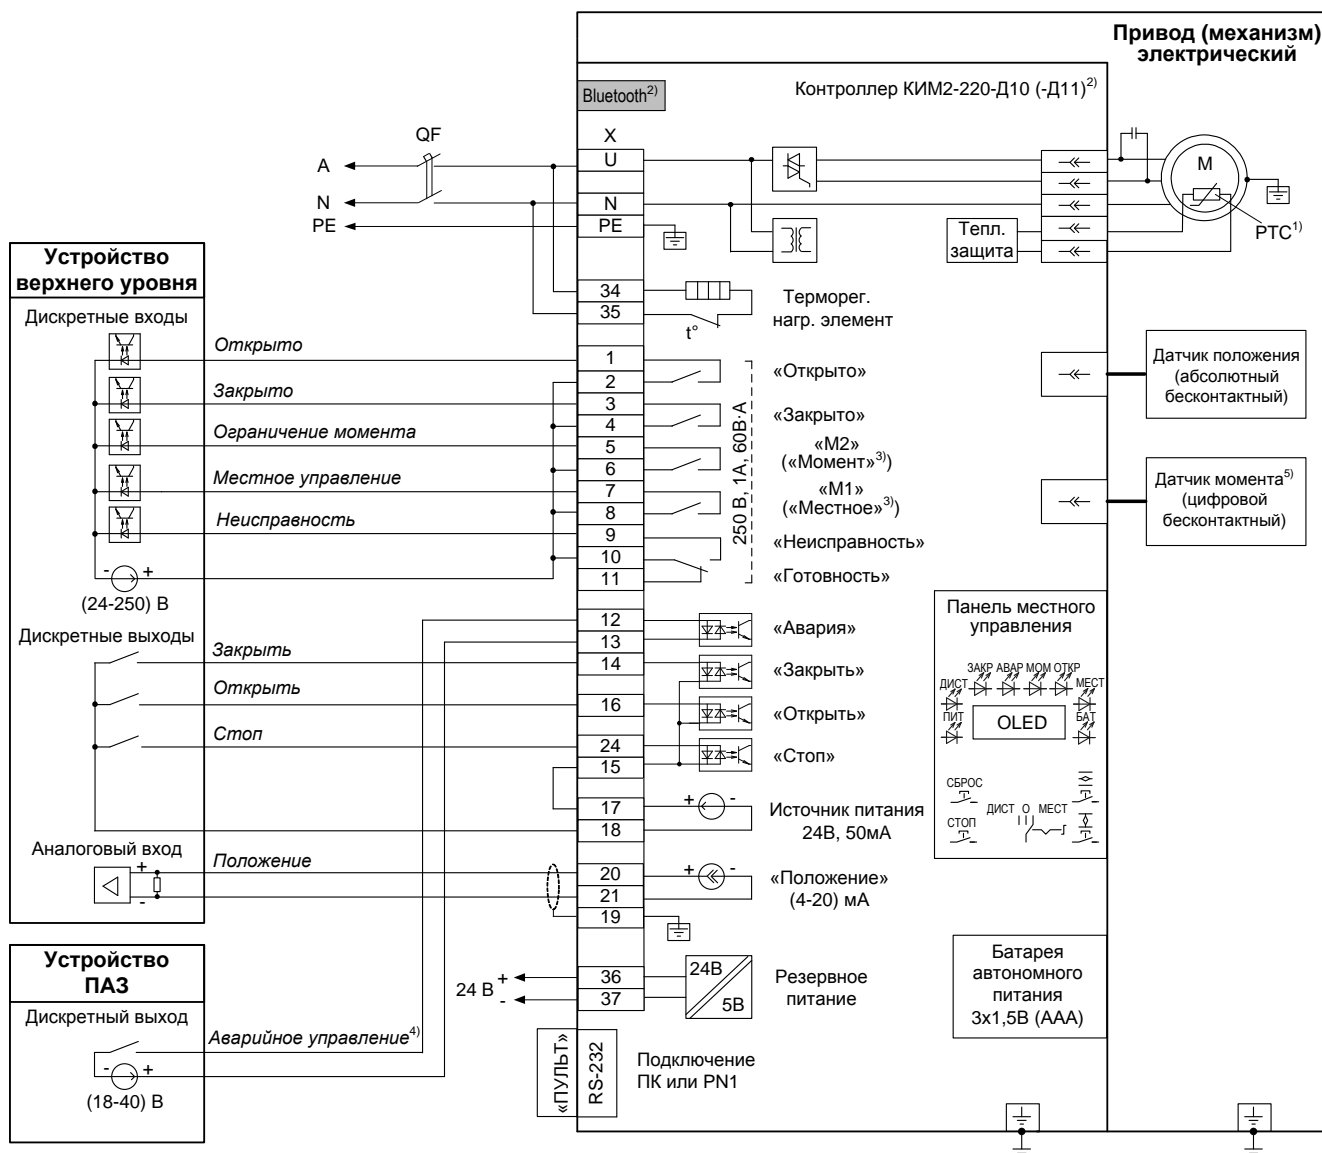 Привод (механизм)
электрический
Контроллер КИМ2-220-Д10 (-Д11)2)
Bluetooth2)
X
QF
A
N
PE
U
N
PE
M
PTC1)
Тепл.
защита
34
35
t°
Терморег.
нагр. элемент
Устройство
верхнего уровня
Дискретные входы
Открыто
Закрыто
Ограничение момента
Местное управление
Неисправность
- +
(24-250) В
1
2
3
4
5
6
7
8
9
10
11
250 В, 1А, 60В·А
«Открыто»
«Закрыто»
«М2»
(«Момент»3))
«М1»
(«Местное»3))
«Неисправность»
«Готовность»
Датчик положения
(абсолютный
бесконтактный)
Датчик момента5)
(цифровой
бесконтактный)
Дискретные выходы
Закрыть
Открыть
Стоп
12
13
14
16
24
15
17
18
«Авария»
«Закрыть»
«Открыть»
«Стоп»
+ -
Источник питания
24В, 50мА
Панель местного
управления
ЗАКР АВАР МОМ ОТКР
ДИСТ
МЕСТ
ПИТ
OLED
БАТ
СБРОС
СТОП
ДИСТ О МЕСТ
Аналоговый вход
+
-
Положение
20
21
19
+ -
«Положение»
(4-20) мА
24 В
+
-
36
37
24В
5В
Резервное
питание
Батарея
автономного
питания
3x1,5В (ААА)
Устройство
ПАЗ
Дискретный выход
Аварийное управление4)
- +
(18-40) В
«ПУЛЬТ»
RS-232
Подключение
ПК или PN1